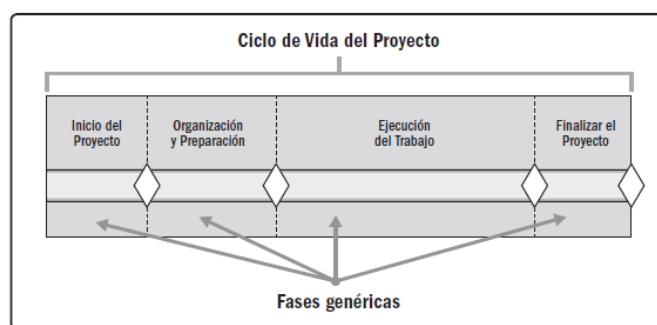 Ciclo de Vida del Proyecto
Inicio del
Proyecto
Organización
y Preparación
Ejecución
del Trabajo
Finalizar el
Proyecto
Fases genéricas